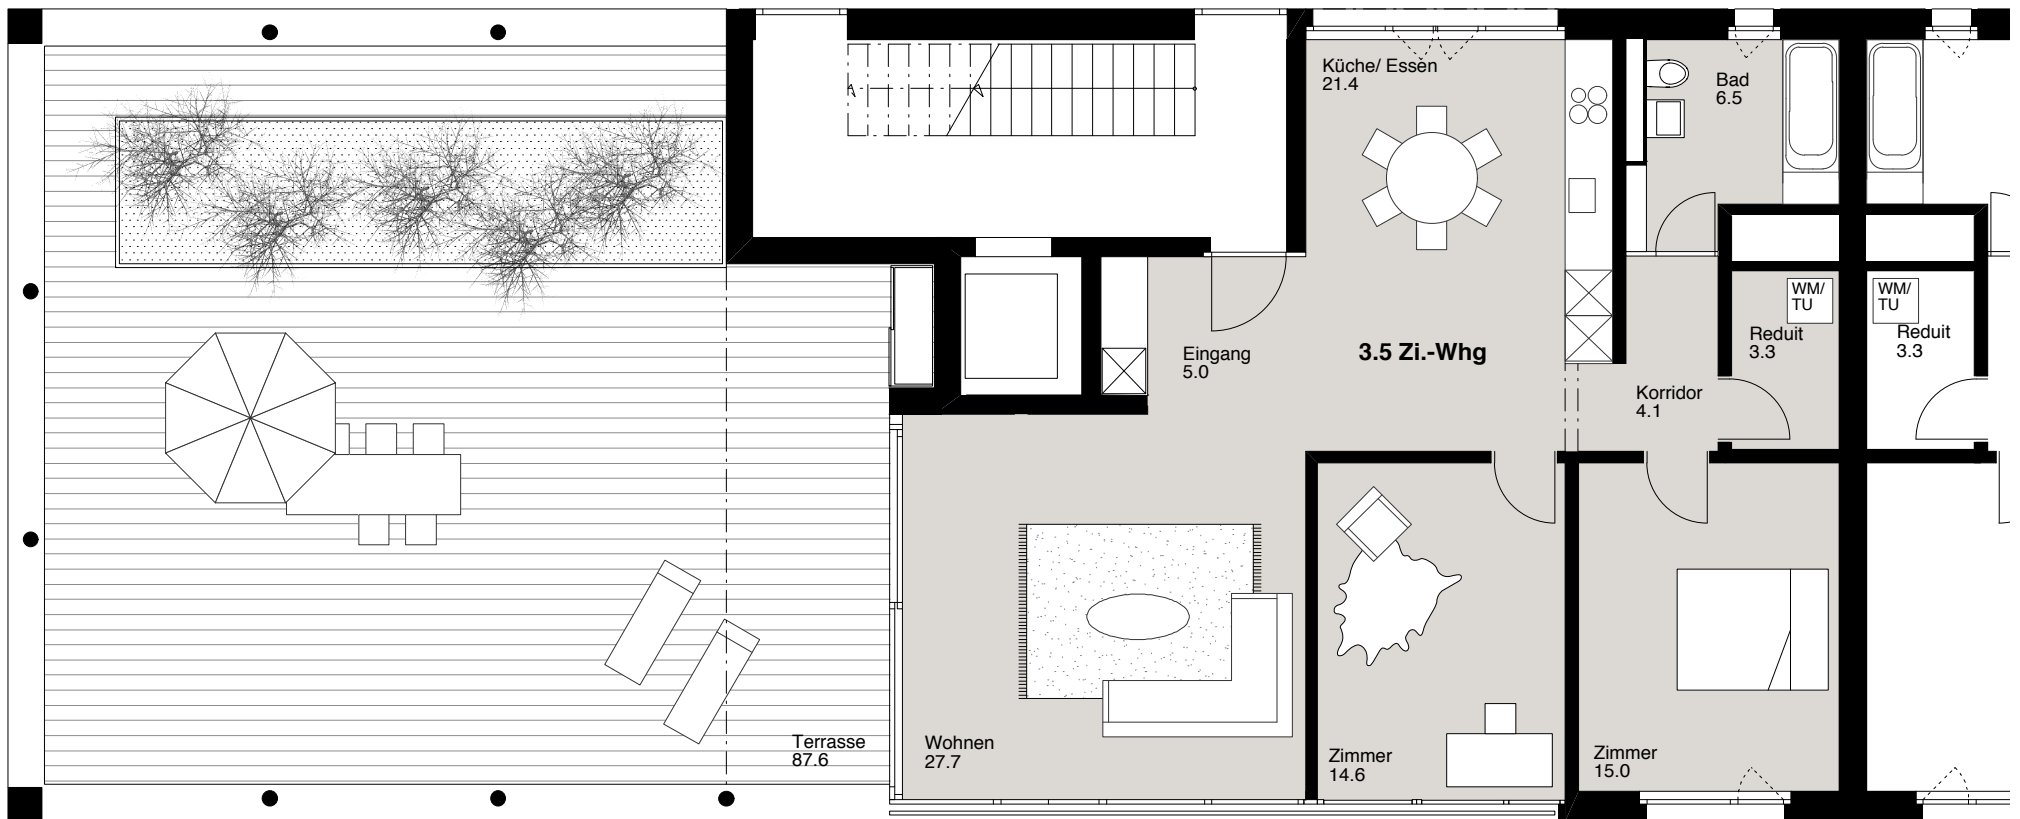 Küche/ Essen
21.4
Bad
6.5
WM/
TU
Reduit
3.3
WM/
TU
Reduit
3.3
Eingang
5.0
3.5 Zi.-Whg
Korridor
4.1
Terrasse
87.6
Wohnen
27.7
Zimmer
14.6
Zimmer
15.0